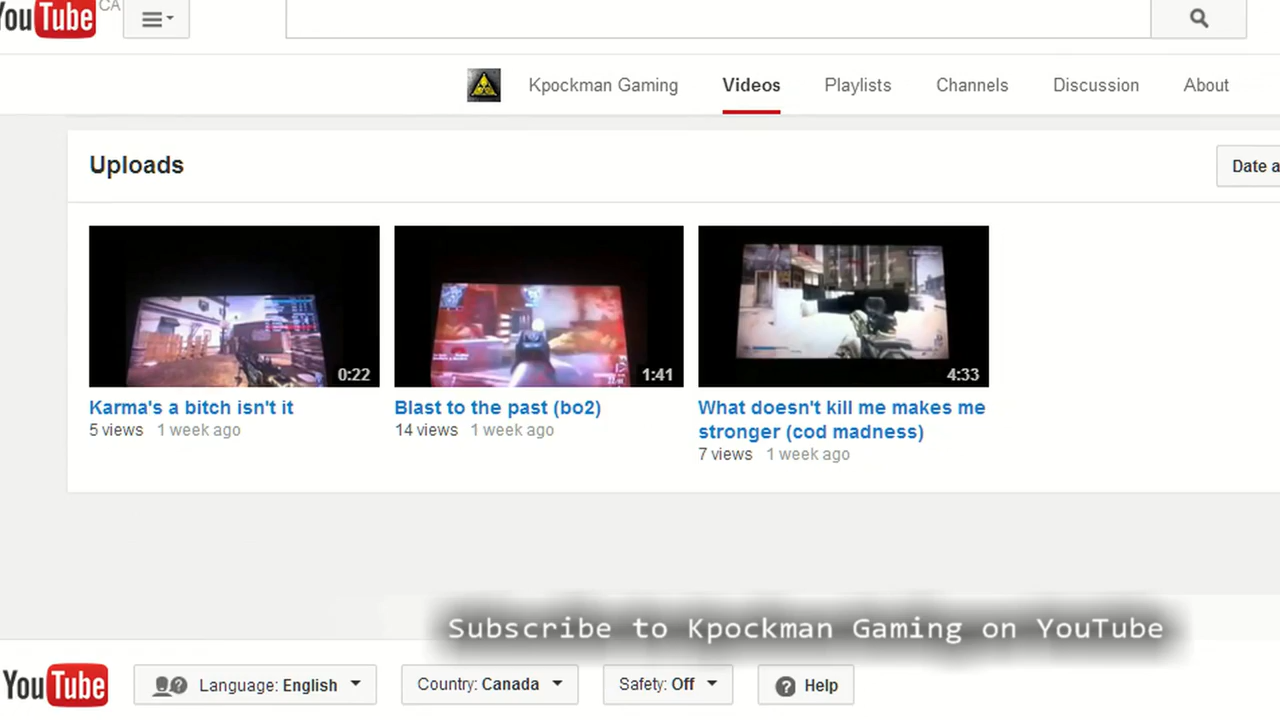 YouTube CA
Kpockman Gaming Videos Playlists Channels Discussion About
Uploads
Date a
0:22 1:41 4:33
Karma's a bitch isn't it
5 views 1 week ago
Blast to the past (bo2)
14 views 1 week ago
What doesn't kill me makes me
stronger (cod madness)
7 views 1 week ago
Subscribe to Kpockman Gaming on YouTube
YouTube Language: English Country: Canada Safety: Off Help